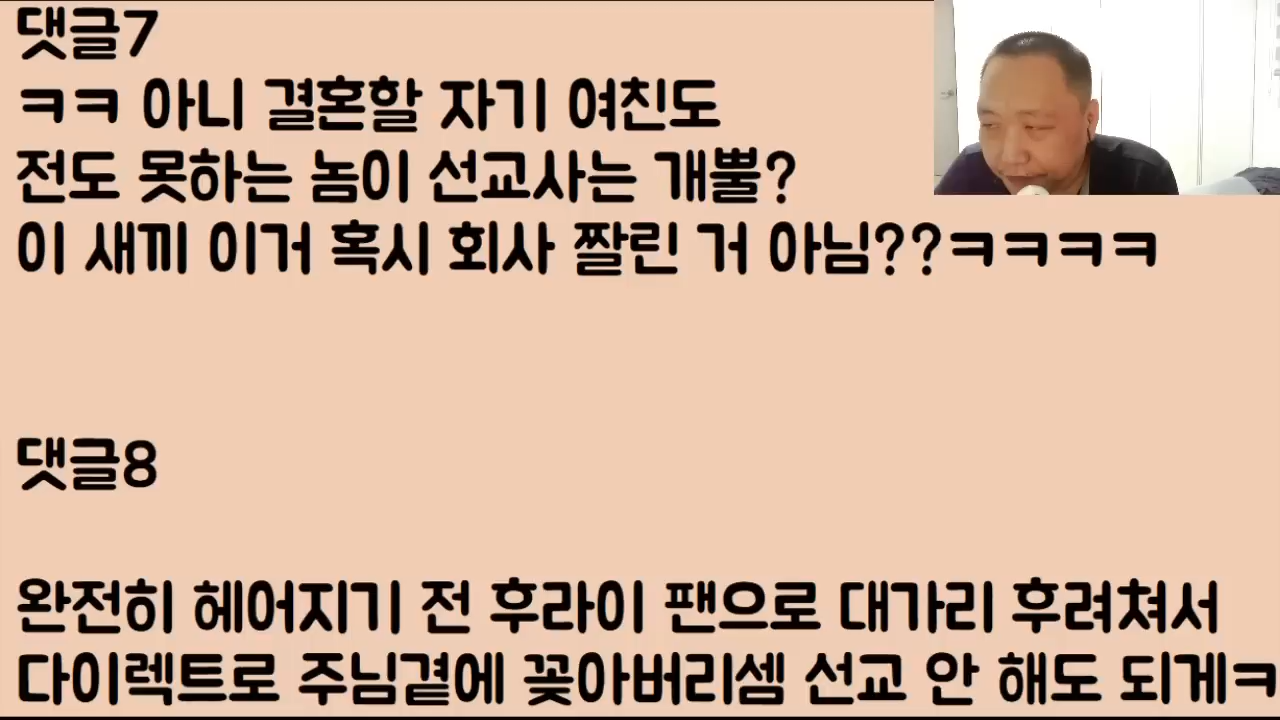 댓글7
ㅋㅋ 아니 결혼할 자기 여친도
전도 못하는 놈이 선교사는 개뿔?
이 새끼 이거 혹시 회사 짤린 거 아님??ㅋㅋㅋㅋ
댓글8
완전히 헤어지기 전 후라이 팬으로 대가리 후려쳐서
다이렉트로 주님곁에 꽂아버리셈 선교 안 해도 되게ㅋ